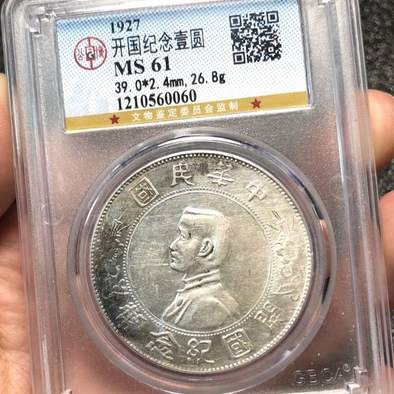 1927
开国纪念壹圆
MS 61
39.0*2.4mm,26.8g
1210560060
★ 文物鉴定委员会监制 ★
中華民國
開國紀念幣
GBCA